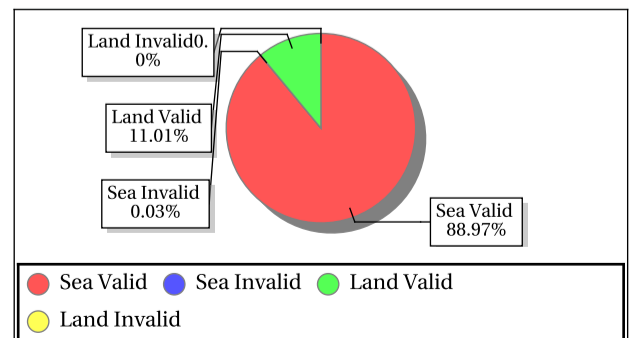 Land Invalid0.
0%
Land Valid
11.01%
Sea Invalid
0.03%
Sea Valid
88.97%
Sea Valid Sea Invalid Land Valid
Land Invalid